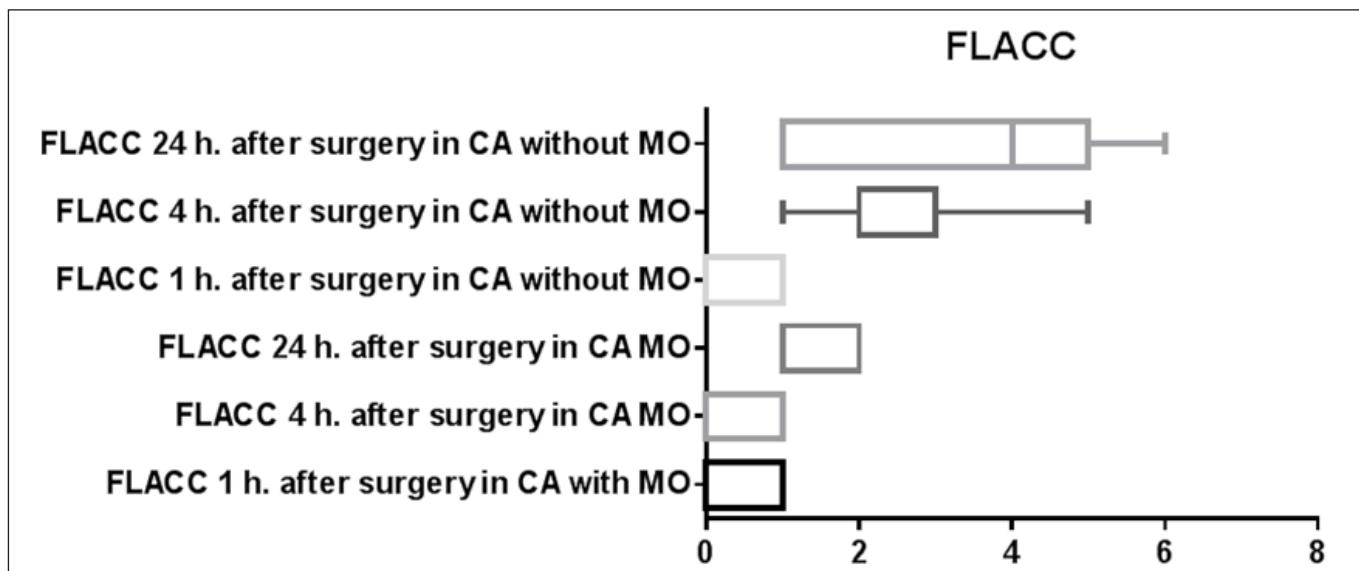 FLACC
FLACC 24 h. after surgery in CA without MO
FLACC 4 h. after surgery in CA without MO
FLACC 1 h. after surgery in CA without MO
FLACC 24 h. after surgery in CA MO
FLACC 4 h. after surgery in CA MO
FLACC 1 h. after surgery in CA with MO
0 2 4 6 8